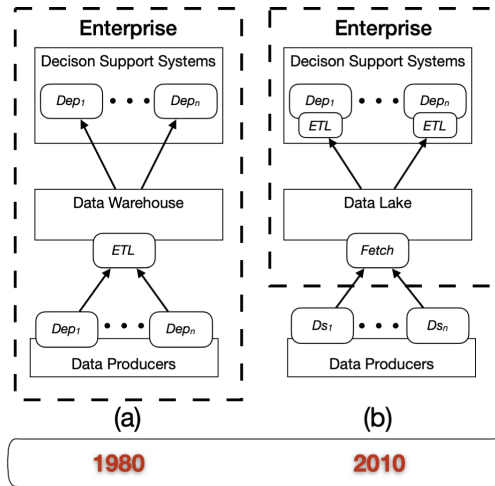 Enterprise
Decison Support Systems
Dep1 • • • Depn
Data Warehouse
ETL
Dep1 • • • Depn
Data Producers
(a)
1980
Enterprise
Decison Support Systems
Dep1 • • • Depn
ETL ETL
Data Lake
Fetch
Ds1 • • • Dsn
Data Producers
(b)
2010